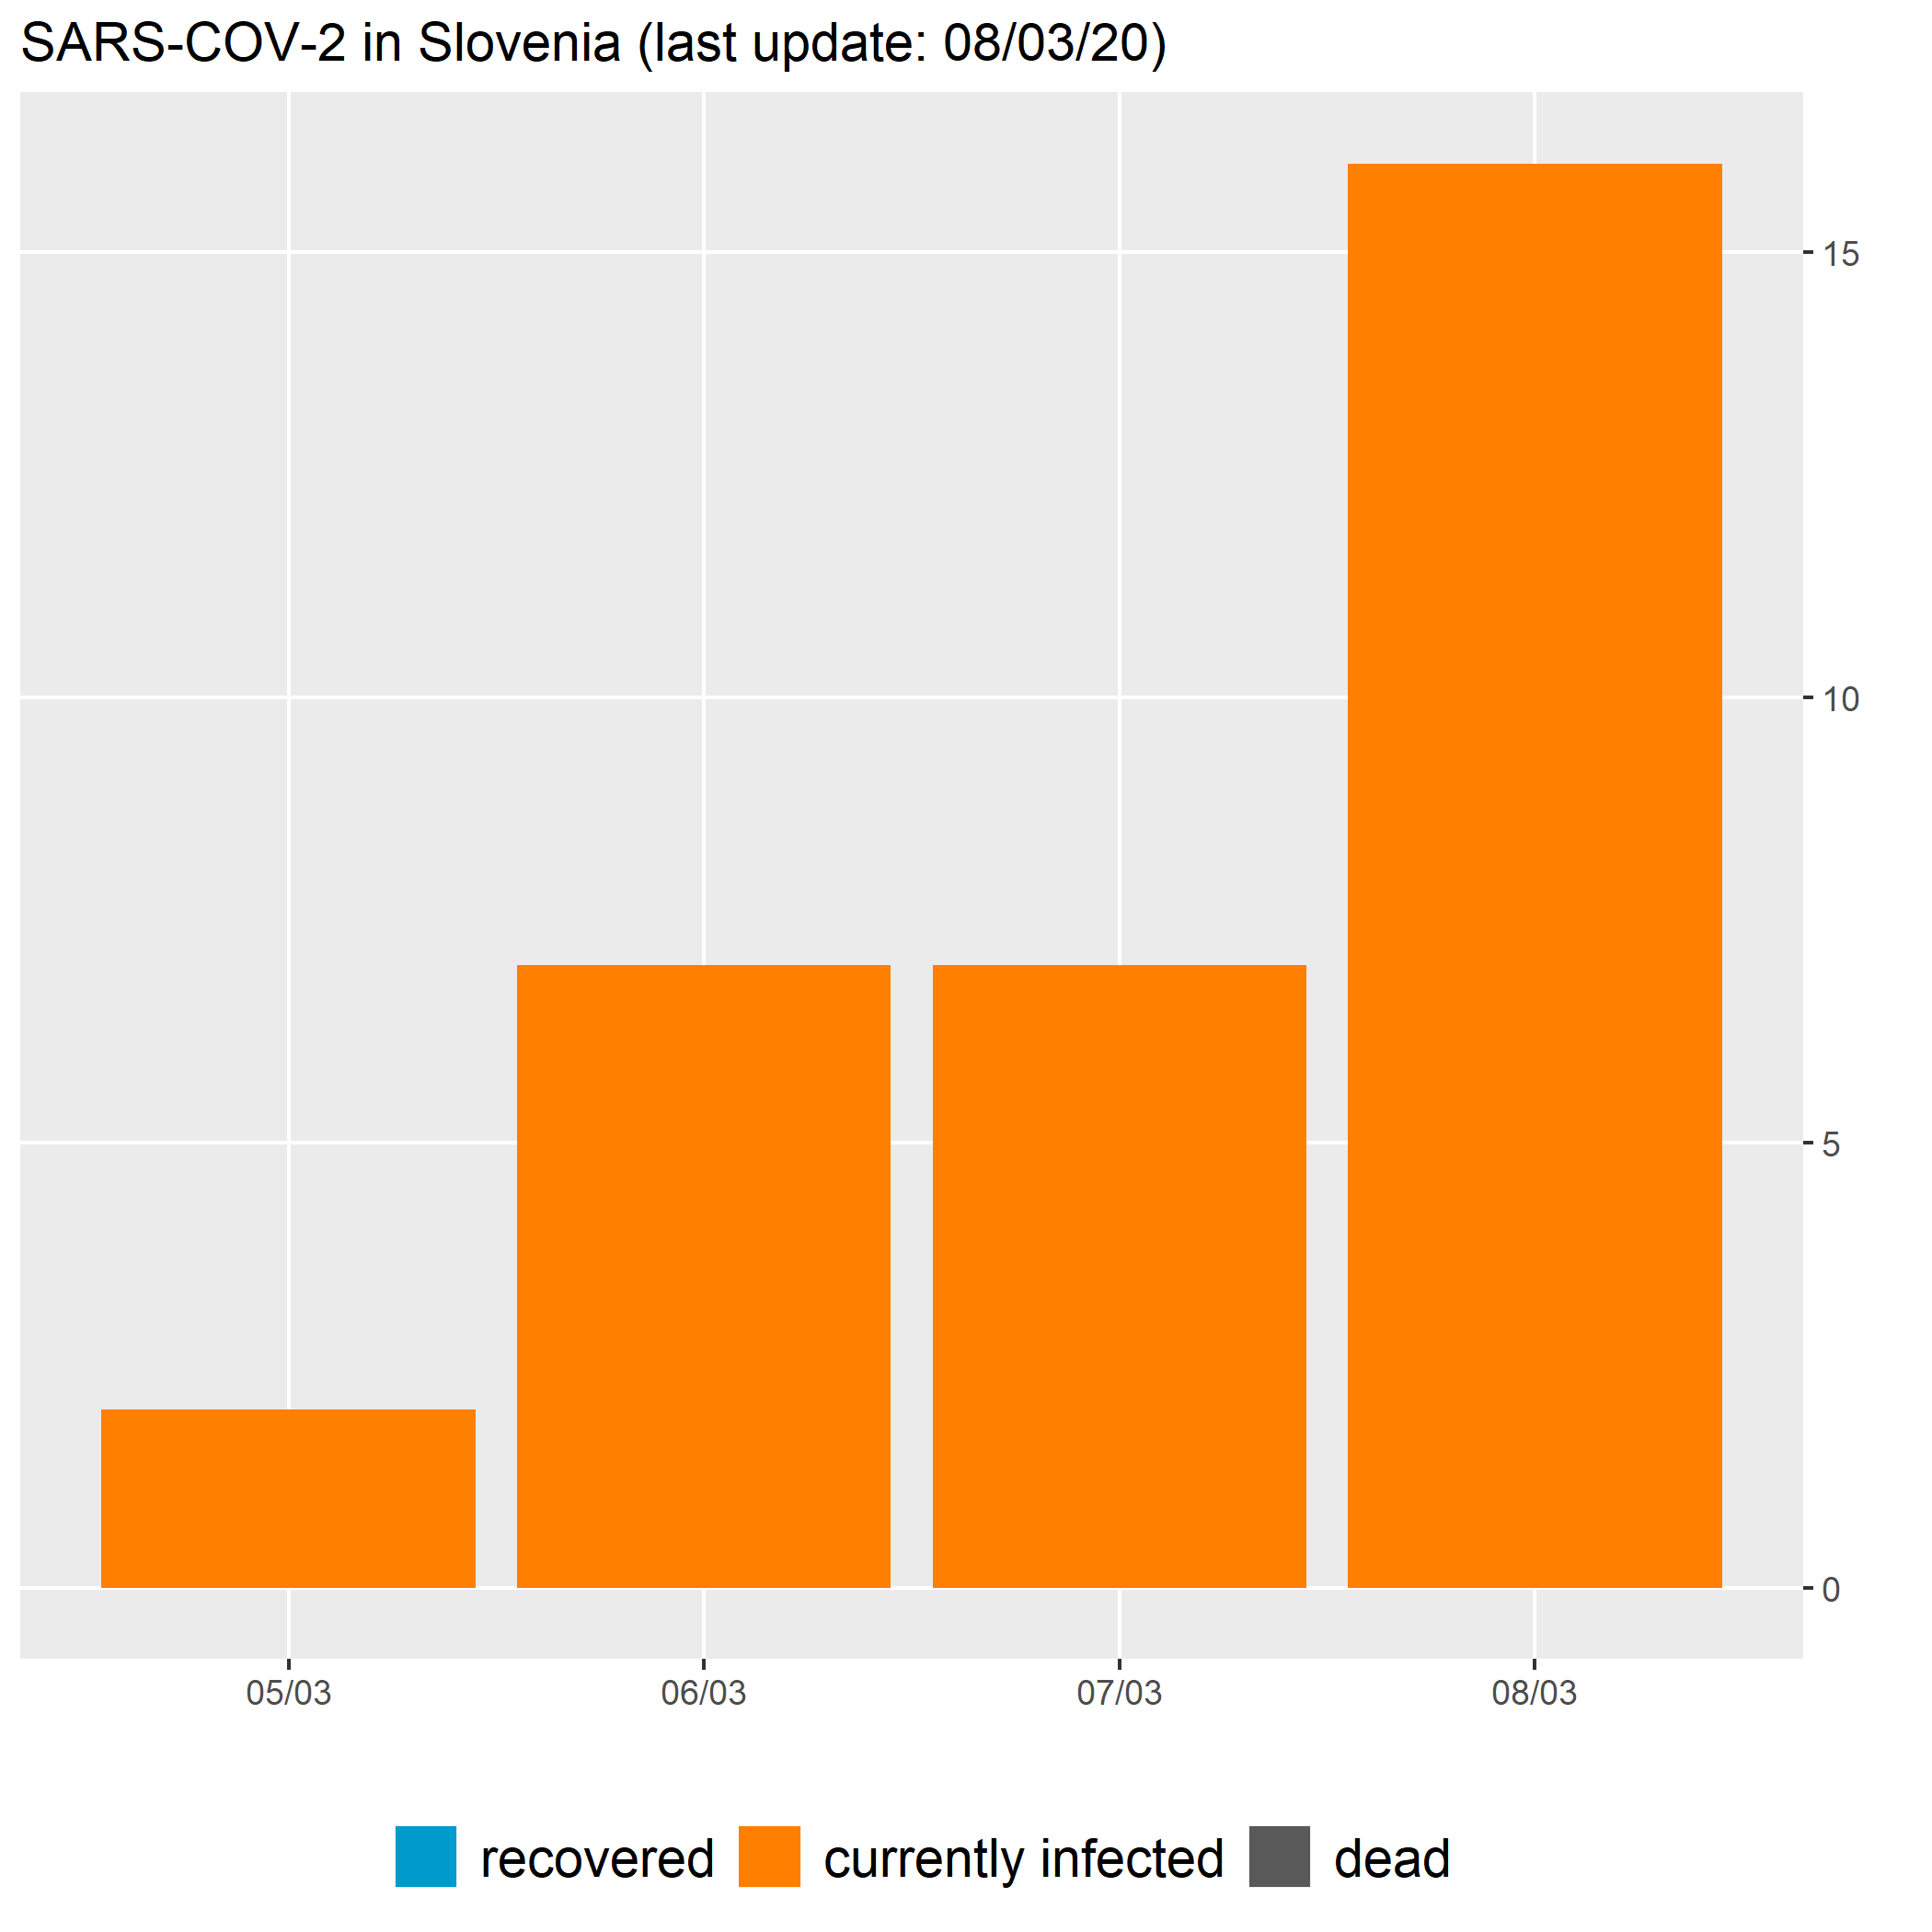 SARS-COV-2 in Slovenia (last update: 08/03/20)
15
10
5
0
05/03 06/03 07/03 08/03
recovered currently infected dead